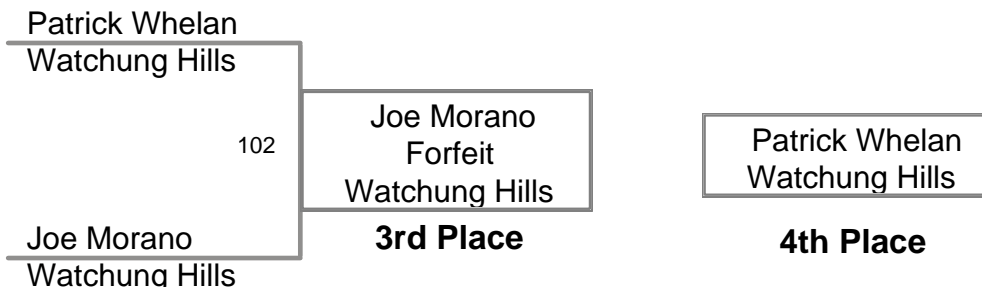 Patrick Whelan
Watchung Hills
102
Joe Morano
Forfeit
Watchung Hills
3rd Place
Patrick Whelan
Watchung Hills
4th Place
Joe Morano
Watchung Hills